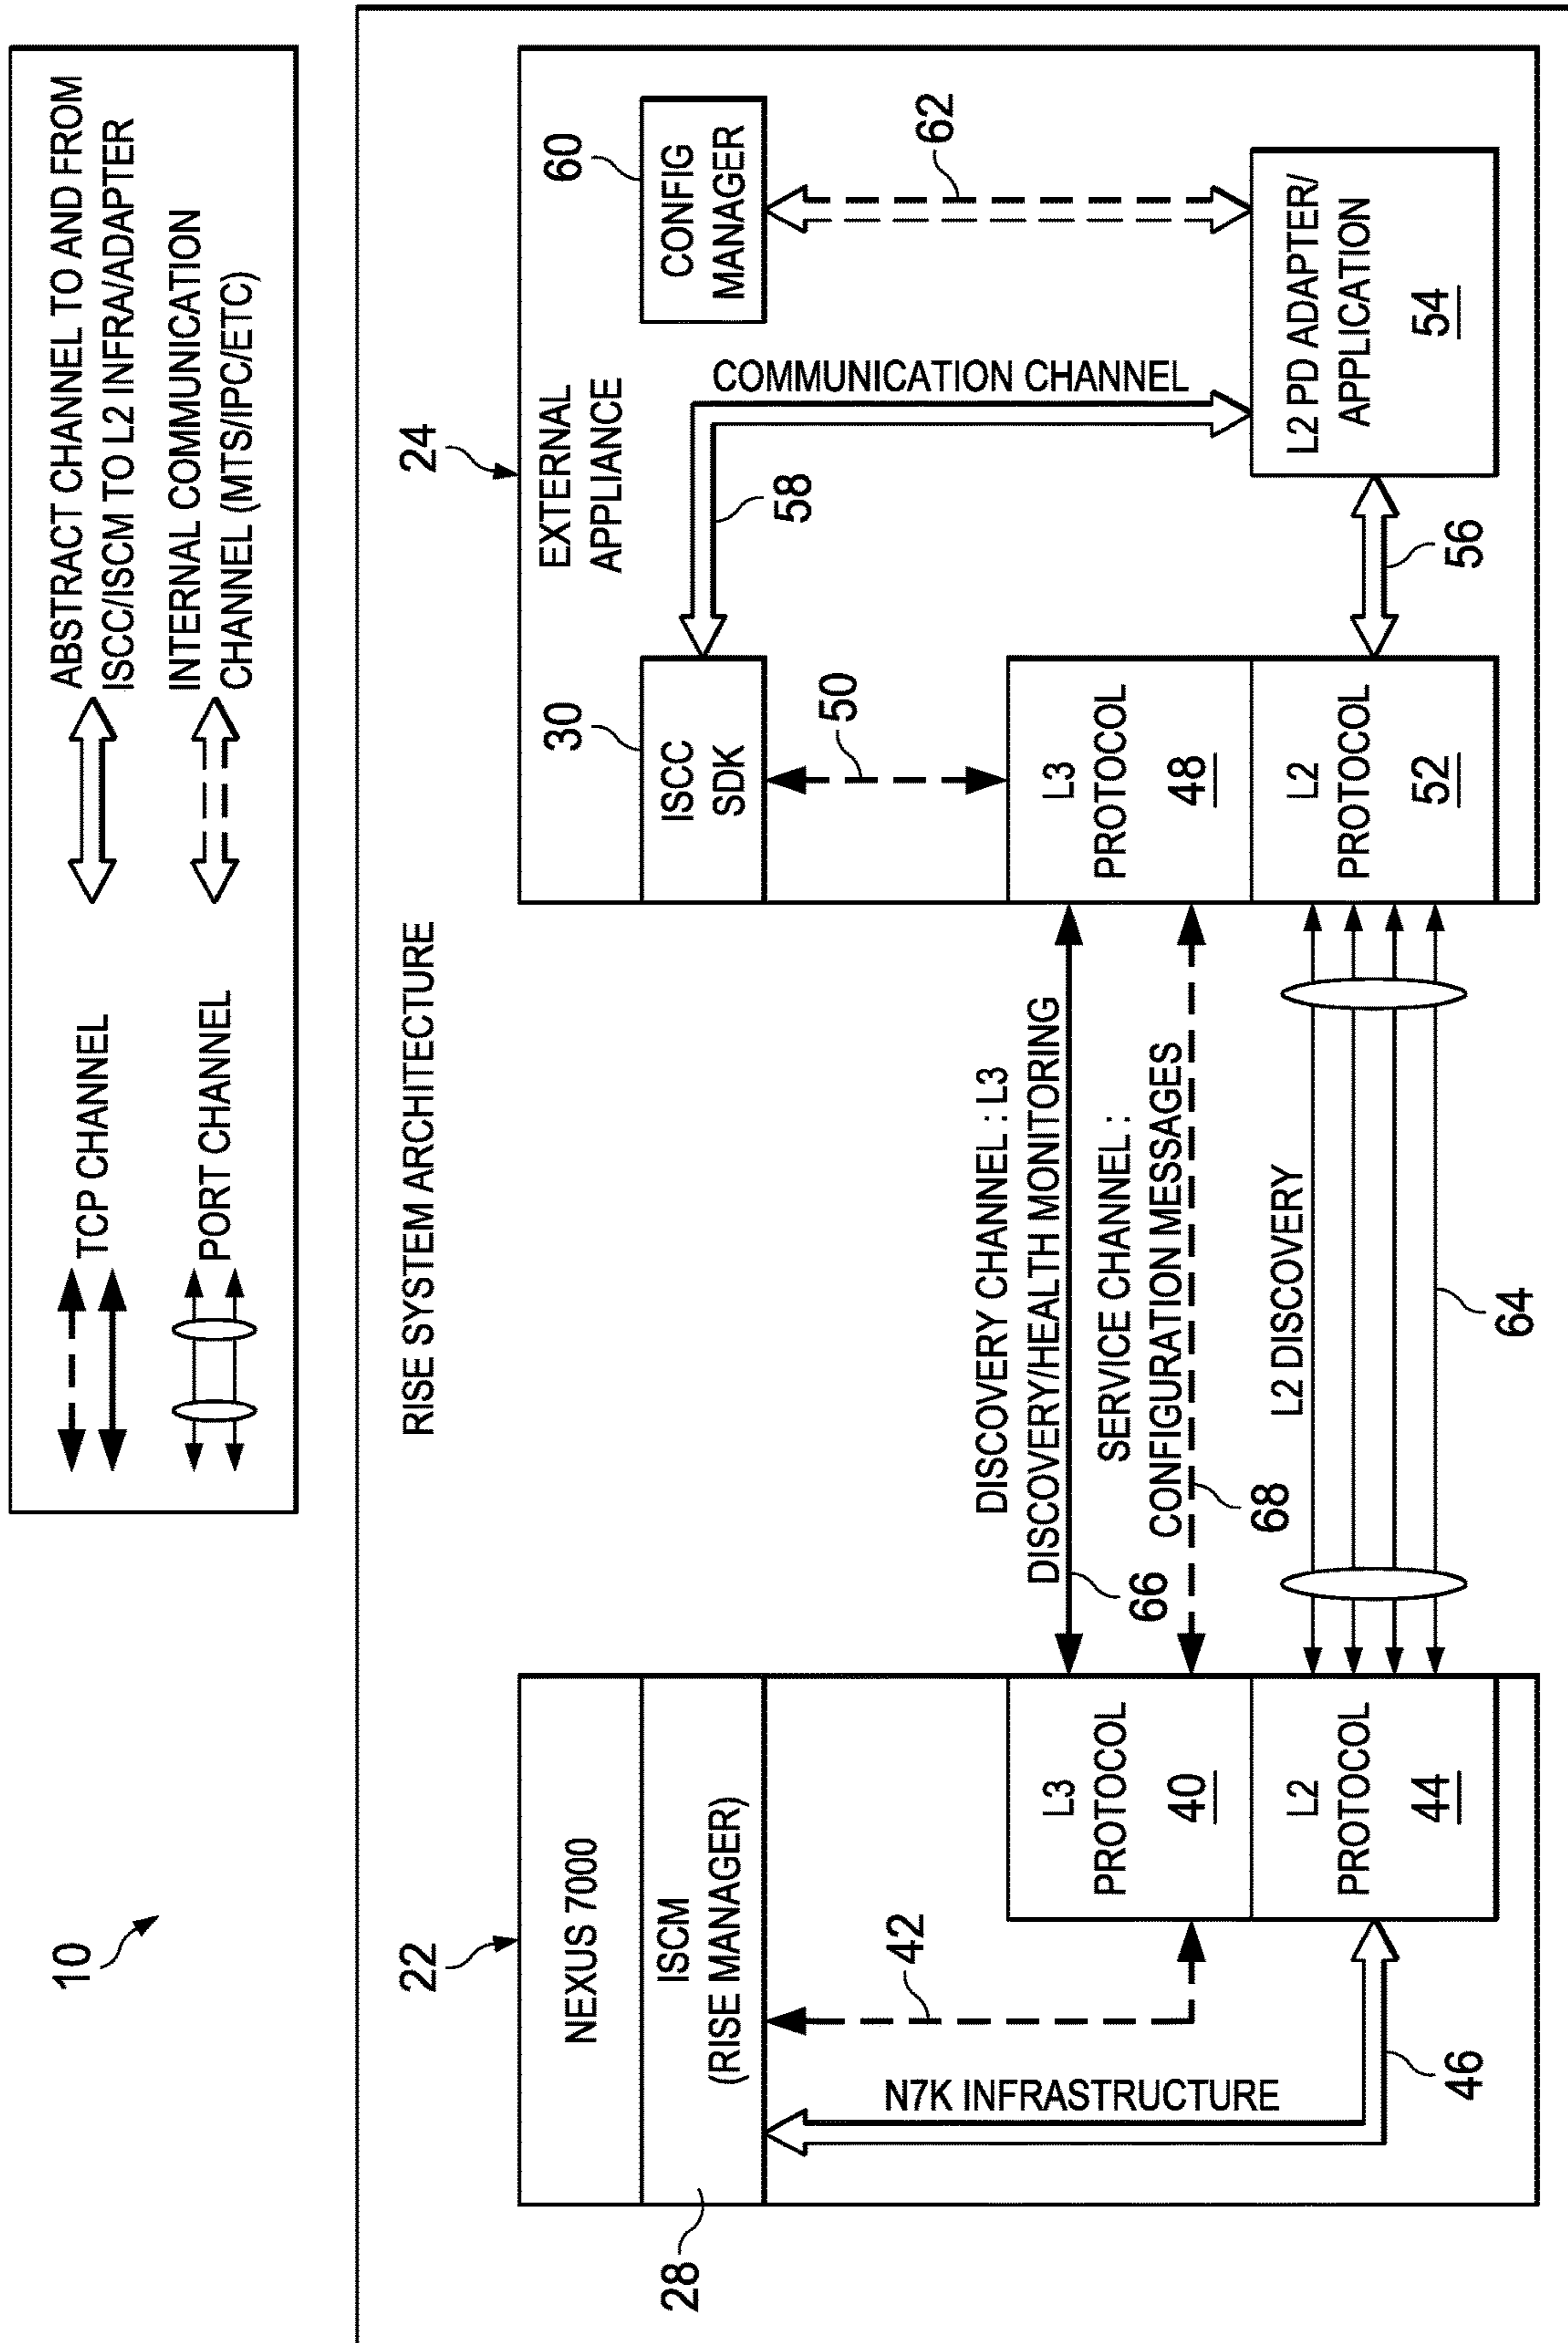 10
TCP CHANNEL
PORT CHANNEL
ABSTRACT CHANNEL TO AND FROM
ISCC/ISCM TO L2 INFRA/ADAPTER
INTERNAL COMMUNICATION
CHANNEL (MTS/IPC/ETC)
RISE SYSTEM ARCHITECTURE
22
NEXUS 7000
28
ISCM
(RISE MANAGER)
42
N7K INFRASTRUCTURE
46
L3
PROTOCOL
40
L2
PROTOCOL
44
DISCOVERY CHANNEL : L3
DISCOVERY/HEALTH MONITORING
66
SERVICE CHANNEL :
CONFIGURATION MESSAGES
68
L2 DISCOVERY
64
24
EXTERNAL
APPLIANCE
30
ISCC
SDK
50
L3
PROTOCOL
48
L2
PROTOCOL
52
58
COMMUNICATION CHANNEL
56
60
CONFIG
MANAGER
62
L2 PD ADAPTER/
APPLICATION
54